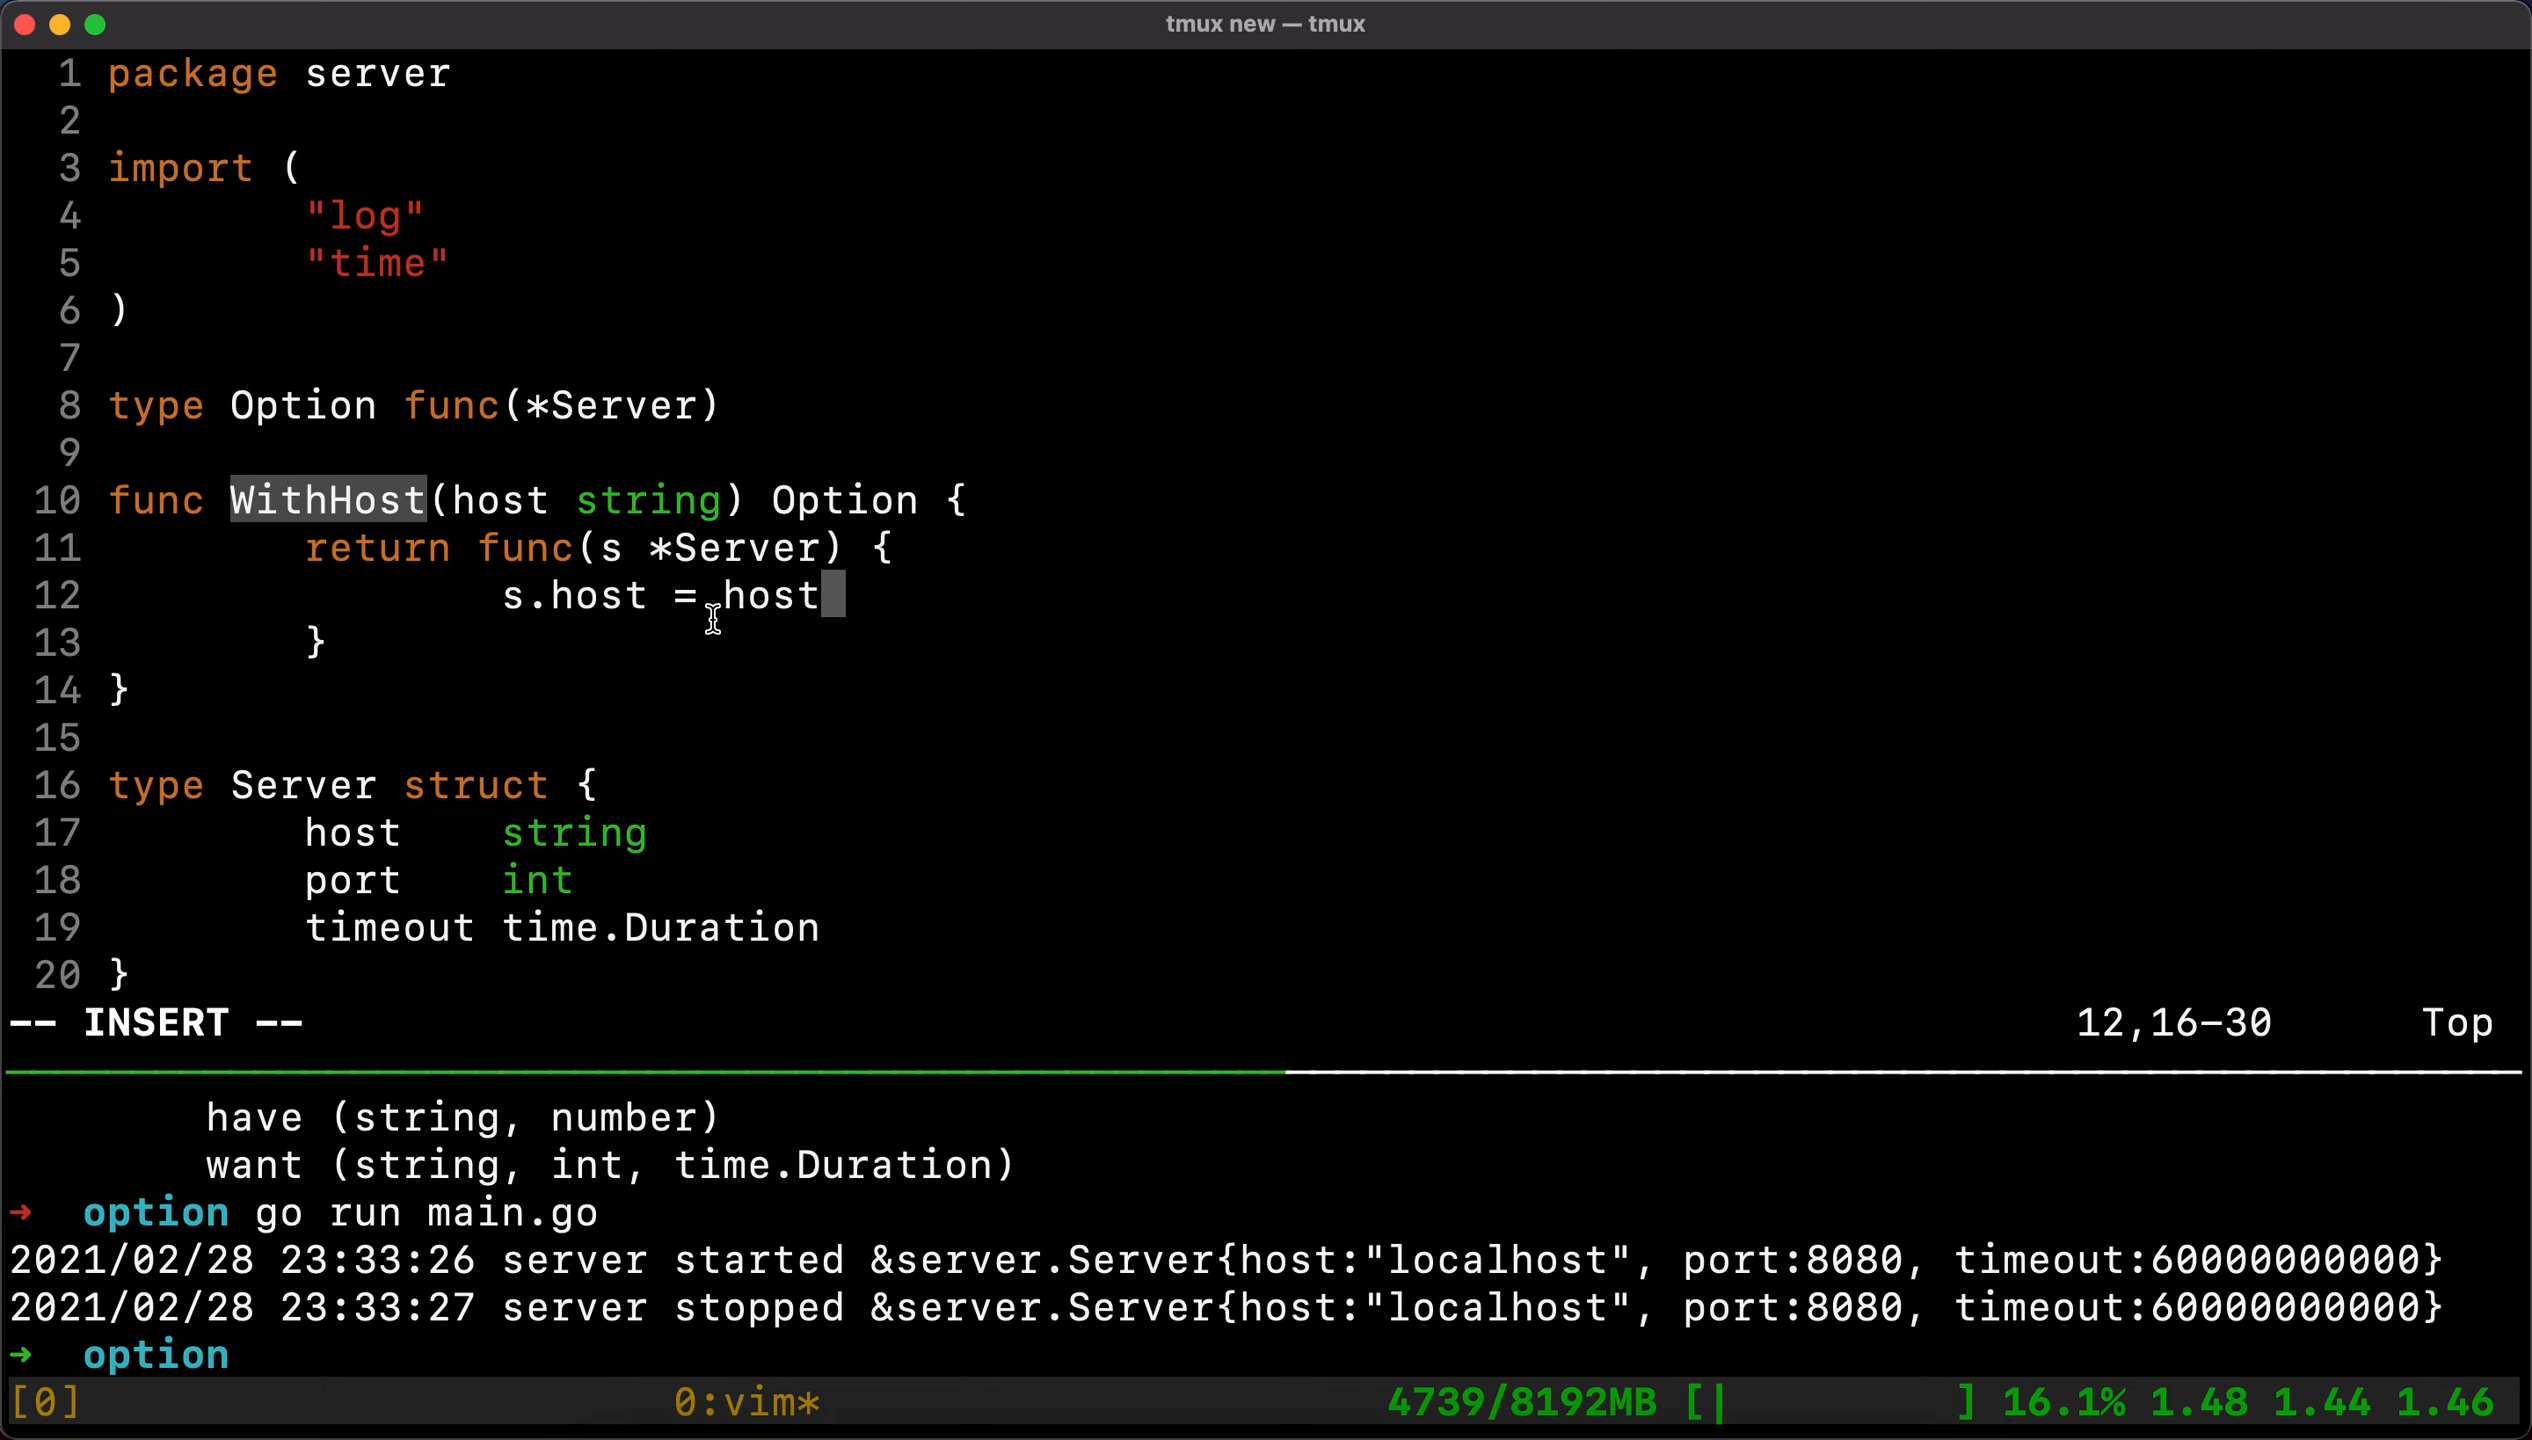 tmux new — tmux
1 package server
2
3 import (
4         "log"
5         "time"
6 )
7
8 type Option func(*Server)
9
10 func WithHost(host string) Option {
11         return func(s *Server) {
12                 s.host = host
13         }
14 }
15
16 type Server struct {
17         host    string
18         port    int
19         timeout time.Duration
20 }
-- INSERT --                                    12,16-30      Top
        have (string, number)
        want (string, int, time.Duration)
➜  option go run main.go
2021/02/28 23:33:26 server started &server.Server{host:"localhost", port:8080, timeout:60000000000}
2021/02/28 23:33:27 server stopped &server.Server{host:"localhost", port:8080, timeout:60000000000}
➜  option
[0]                        0:vim*                       4739/8192MB [|         ] 16.1% 1.48 1.44 1.46